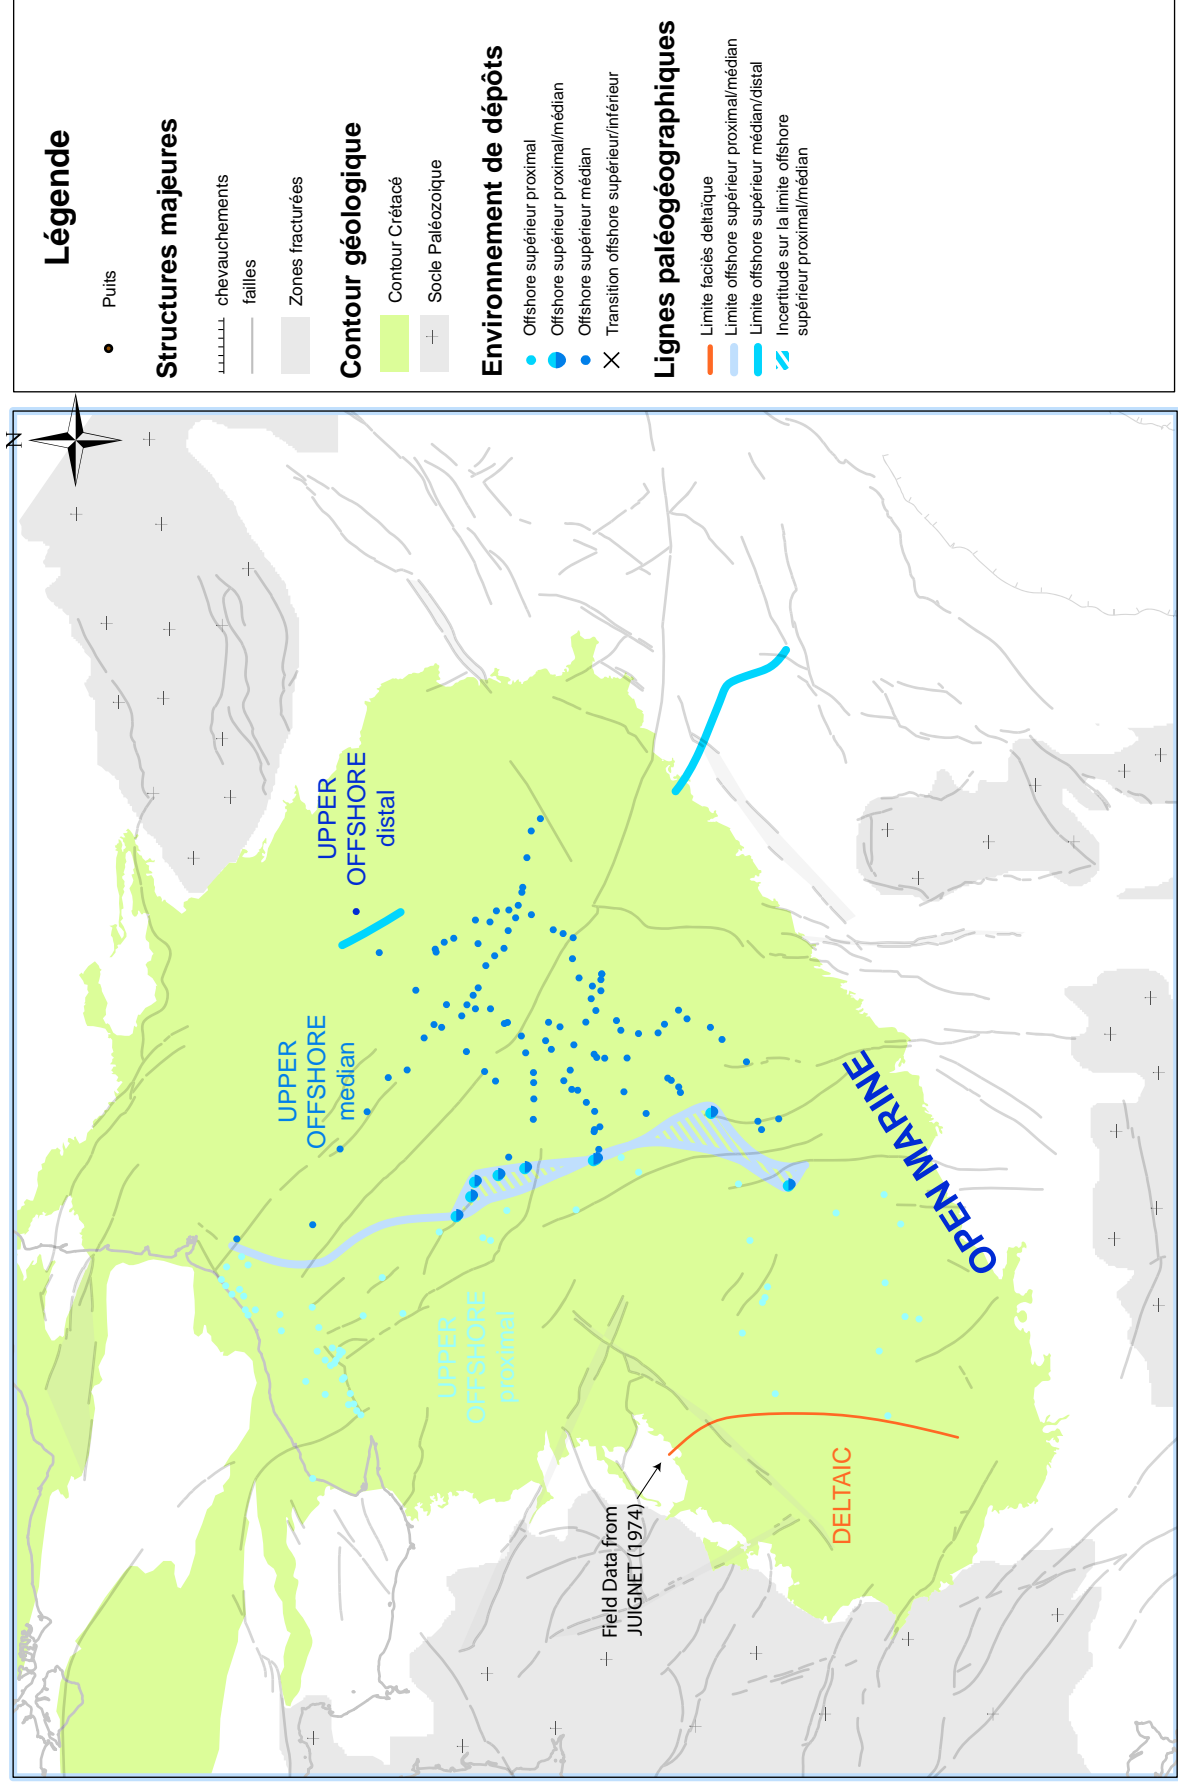 Légende
Puits
Structures majeures
chevauchements
failles
Zones fracturées
Contour géologique
Contour Crétacé
Socle Paléozoique
Environnement de dépôts
Offshore supérieur proximal
Offshore supérieur proximal/médian
Offshore supérieur médian
Transition offshore supérieur/inférieur
Lignes paléogéographiques
Limite faciès deltaïque
Limite offshore supérieur proximal/médian
Limite offshore supérieur médian/distal
Incertitude sur la limite offshore
supérieur proximal/médian
N
UPPER
OFFSHORE
distal
UPPER
OFFSHORE
median
UPPER
OFFSHORE
proximal
OPEN MARINE
DELTAIC
Field Data from
JUIGNET (1974)